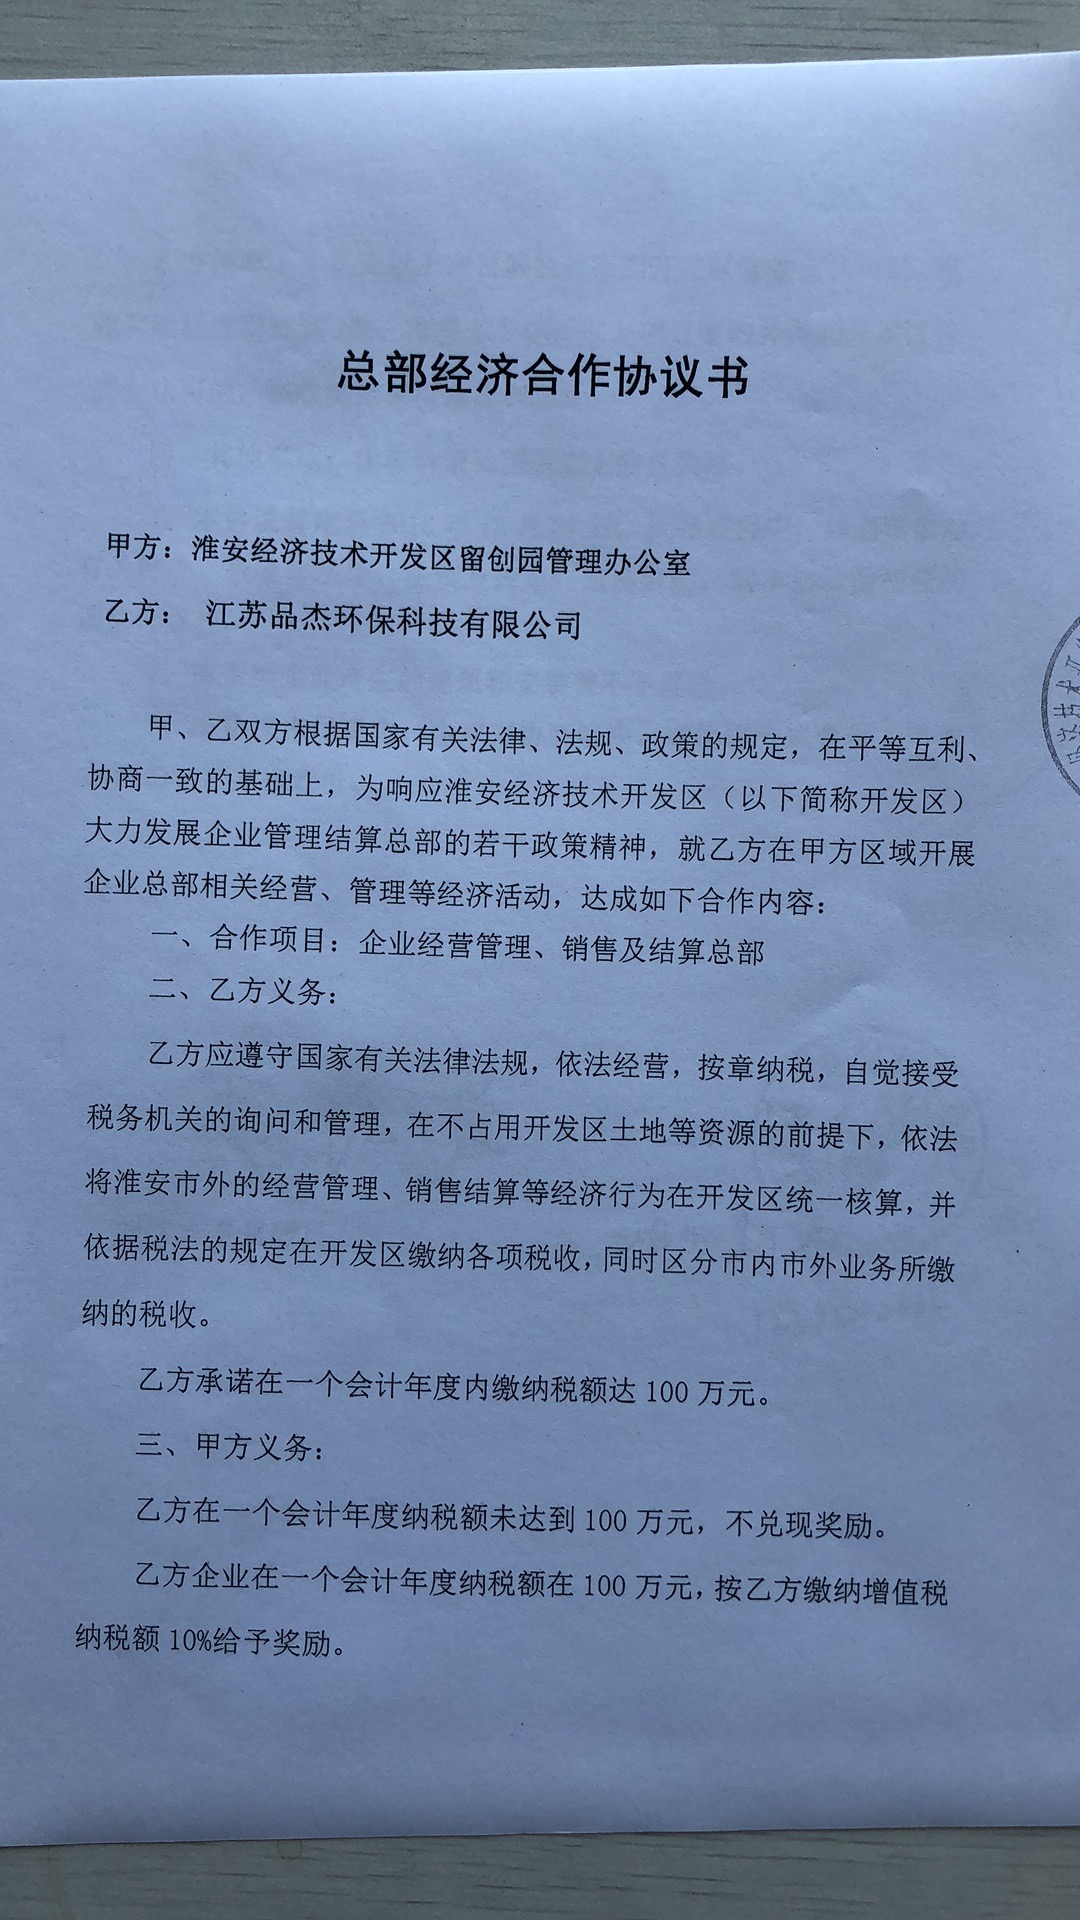 总部经济合作协议书
甲方：淮安经济技术开发区留创园管理办公室
乙方： 江苏品杰环保科技有限公司
甲、乙双方根据国家有关法律、法规、政策的规定，在平等互利、
协商一致的基础上，为响应淮安经济技术开发区（以下简称开发区）
大力发展企业管理结算总部的若干政策精神，就乙方在甲方区域开展
企业总部相关经营、管理等经济活动，达成如下合作内容：
一、合作项目：企业经营管理、销售及结算总部
二、乙方义务：
乙方应遵守国家有关法律法规，依法经营，按章纳税，自觉接受
税务机关的询问和管理，在不占用开发区土地等资源的前提下，依法
将淮安市外的经营管理、销售结算等经济行为在开发区统一核算，并
依据税法的规定在开发区缴纳各项税收，同时区分市内市外业务所缴
纳的税收。
乙方承诺在一个会计年度内缴纳税额达 100 万元。
三、甲方义务：
乙方在一个会计年度纳税额未达到 100 万元，不兑现奖励。
乙方企业在一个会计年度纳税额在 100 万元，按乙方缴纳增值税
纳税额 10%给予奖励。